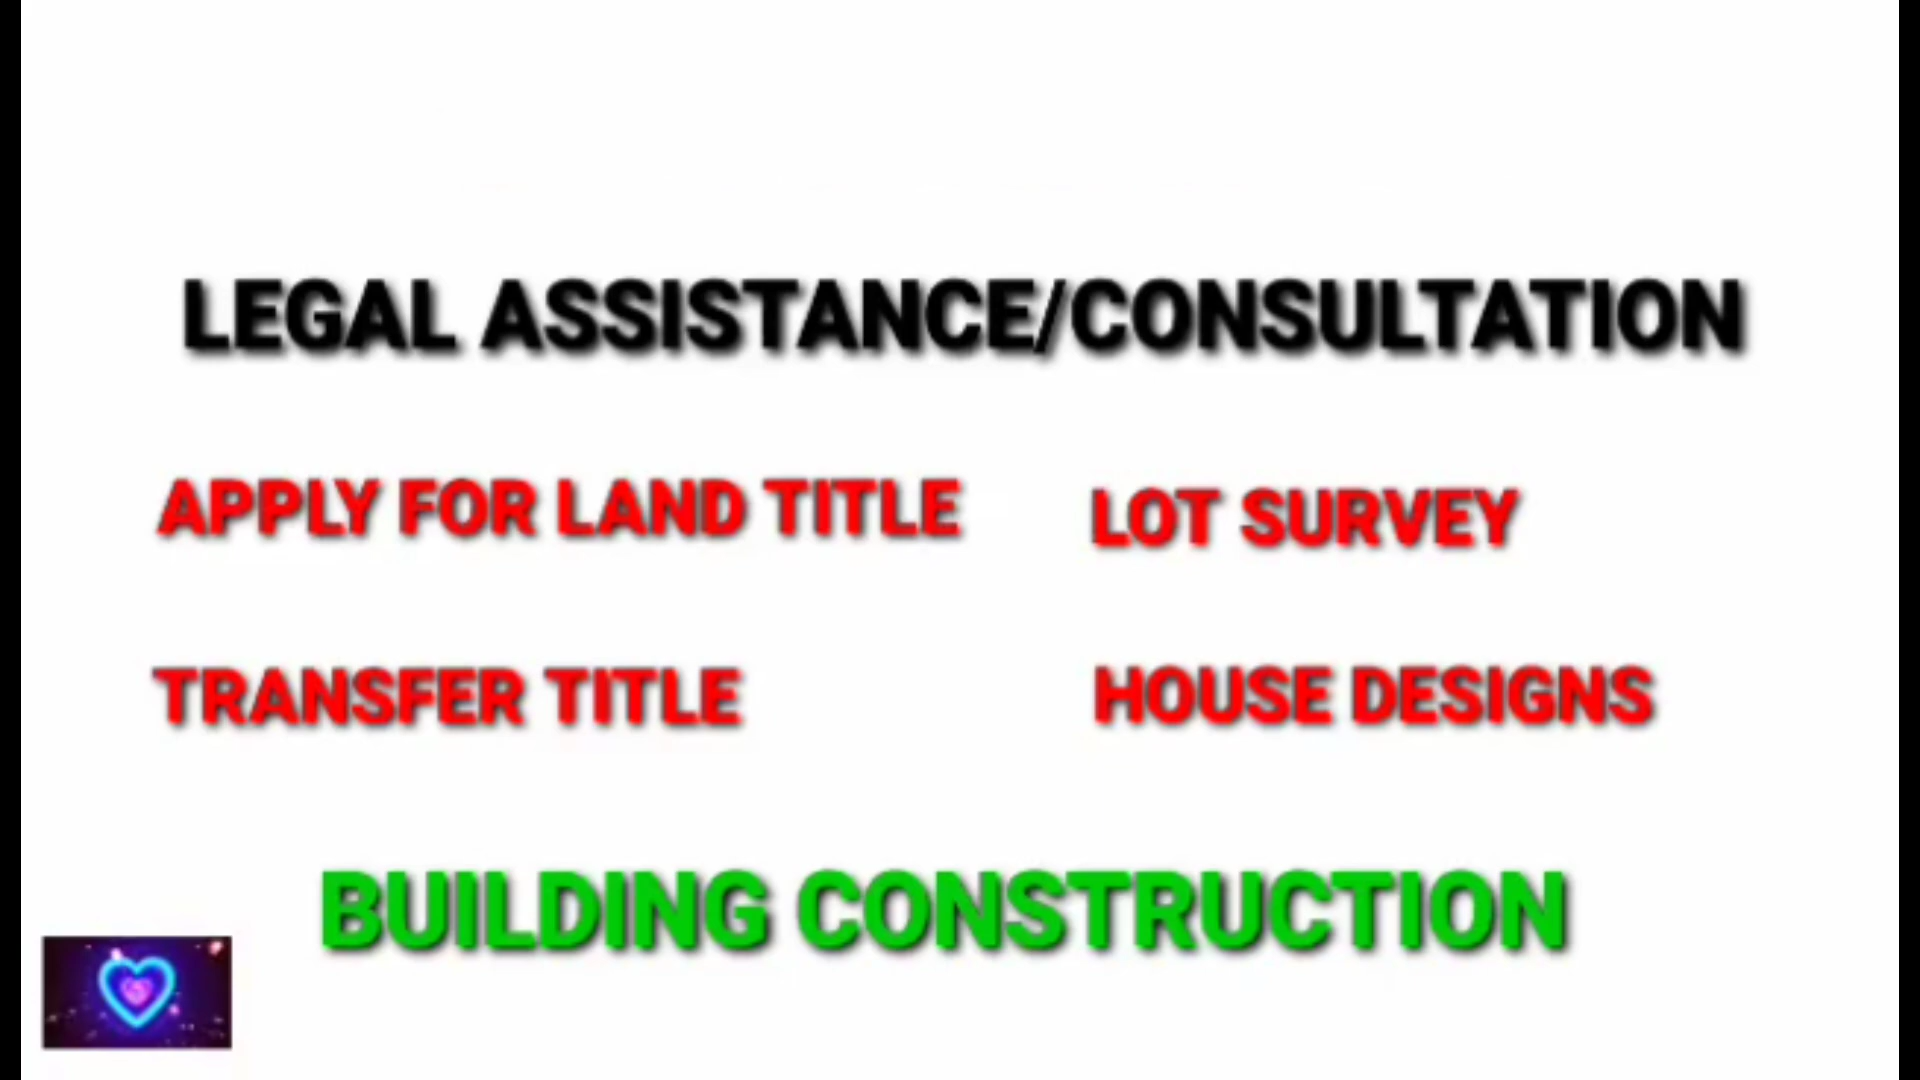 LEGAL ASSISTANCE/CONSULTATION
APPLY FOR LAND TITLE
LOT SURVEY
TRANSFER TITLE
HOUSE DESIGNS
BUILDING CONSTRUCTION